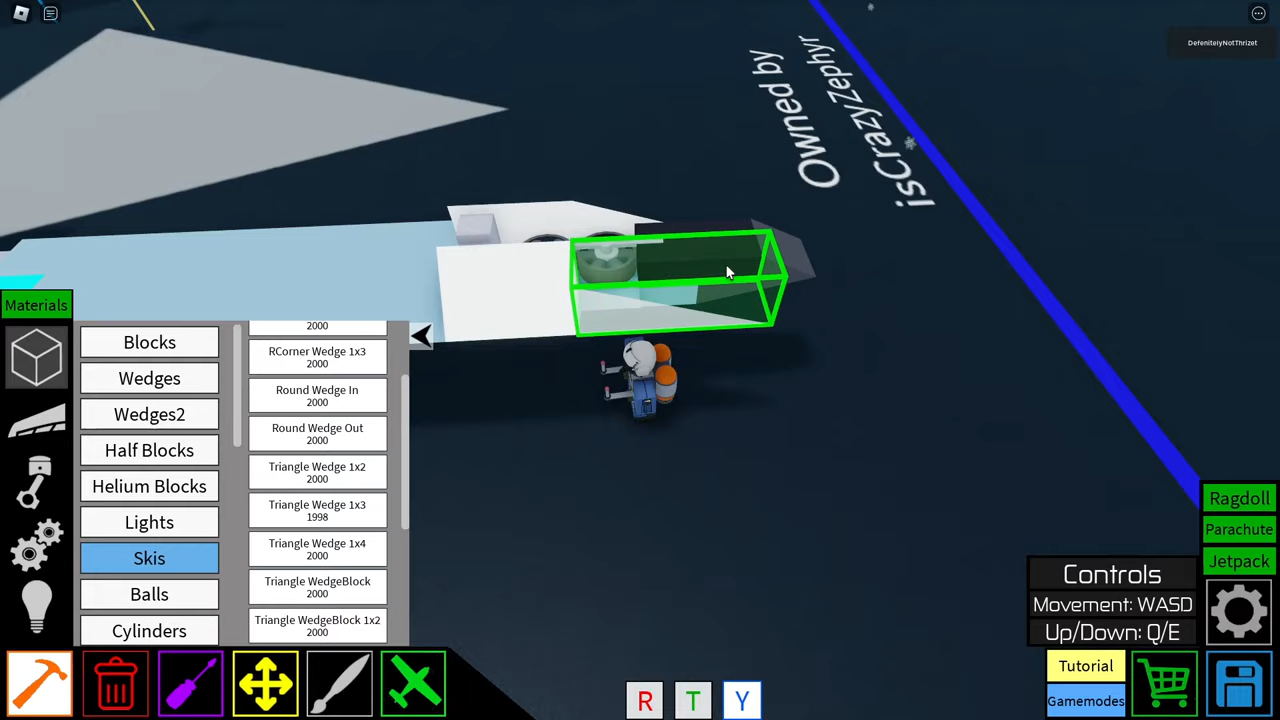 DefenitelyNotThrizet
Owned by
isCrazyZephyr
Materials
Blocks
Wedges
Wedges2
Half Blocks
Helium Blocks
Lights
Skis
Balls
Cylinders
2000
RCorner Wedge 1x3
2000
Round Wedge In
2000
Round Wedge Out
2000
Triangle Wedge 1x2
2000
Triangle Wedge 1x3
1998
Triangle Wedge 1x4
2000
Triangle WedgeBlock
2000
Triangle WedgeBlock 1x2
2000
Ragdoll
Parachute
Jetpack
Controls
Movement: WASD
Up/Down: Q/E
Tutorial
Gamemodes
R T Y